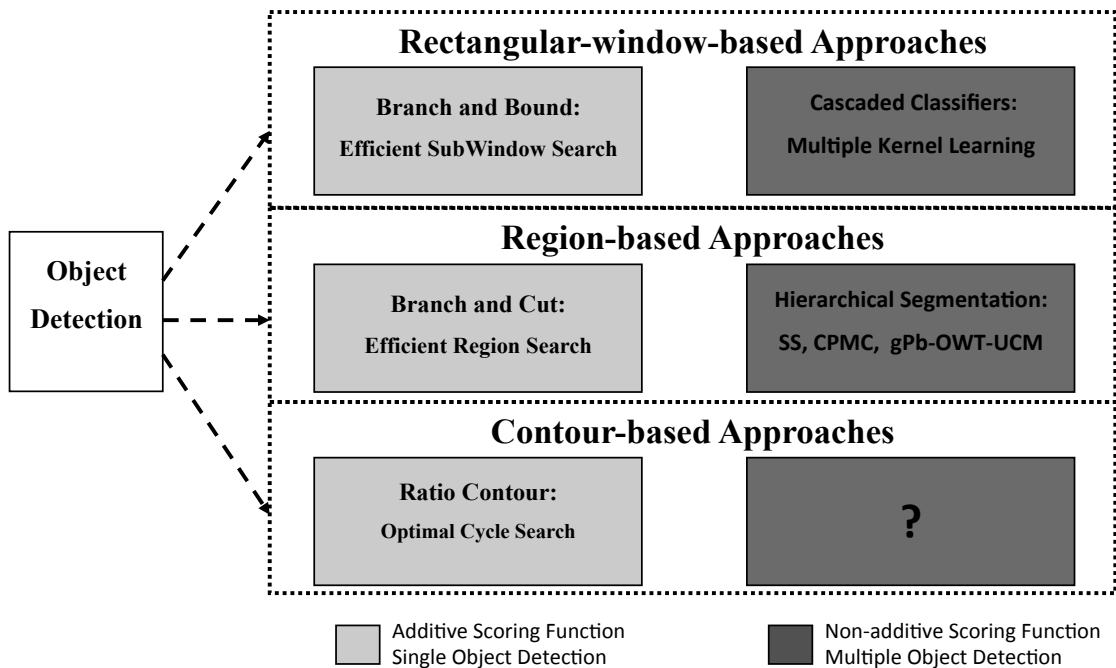 Rectangular-window-based Approaches
Branch and Bound:
Efficient SubWindow Search
Cascaded Classifiers:
Multiple Kernel Learning
Object
Detection
Region-based Approaches
Branch and Cut:
Efficient Region Search
Hierarchical Segmentation:
SS, CPMC, gPb-OWT-UCM
Contour-based Approaches
Ratio Contour:
Optimal Cycle Search
?
Additive Scoring Function
Single Object Detection
Non-additive Scoring Function
Multiple Object Detection